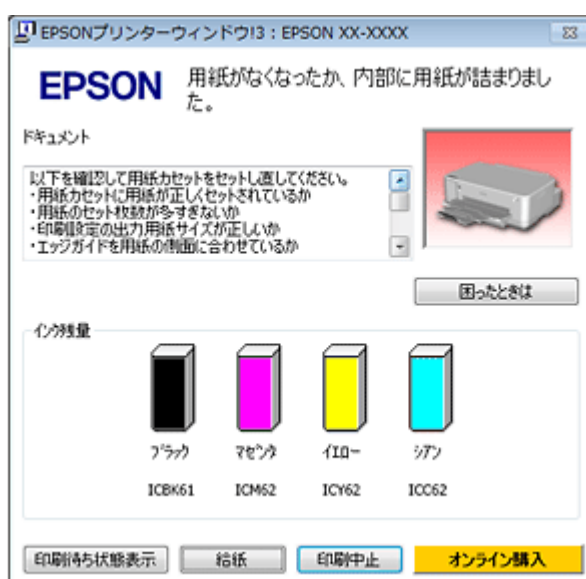 EPSONプリンターウィンドウ!3 : EPSON XX-XXXX
EPSON
用紙がなくなったか、内部に用紙が詰まりまし
た。
ドキュメント
以下を確認して用紙カセットをセットし直してください。
・用紙カセットに用紙が正しくセットされているか
・用紙のセット枚数が多すぎないか
・印刷設定の出力用紙サイズが正しいか
・エッジガイドを用紙の側面に合わせているか
困ったときは
インク残量
ブラック マゼンタ イエロー シアン
ICBK61 ICM62 ICY62 ICC62
印刷待ち状態表示 給紙 印刷中止 オンライン購入